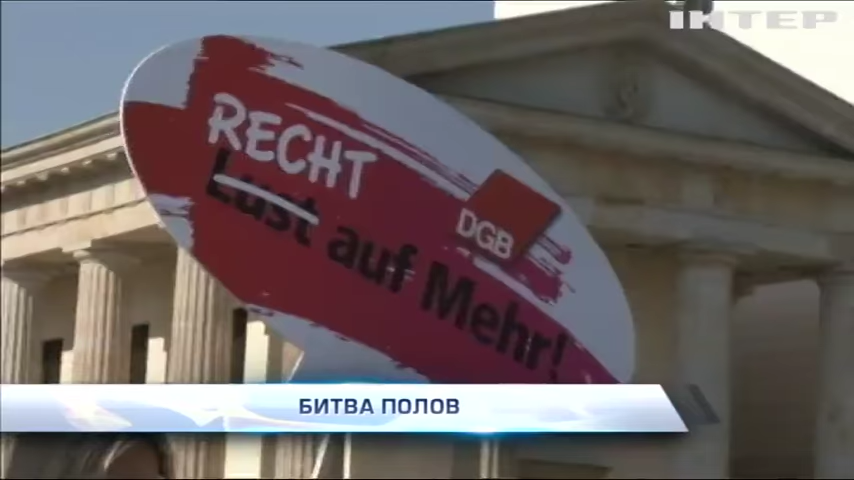 ІНТЕР
RECHT
Lust auf Mehr!
DGB
БИТВА ПОЛОВ